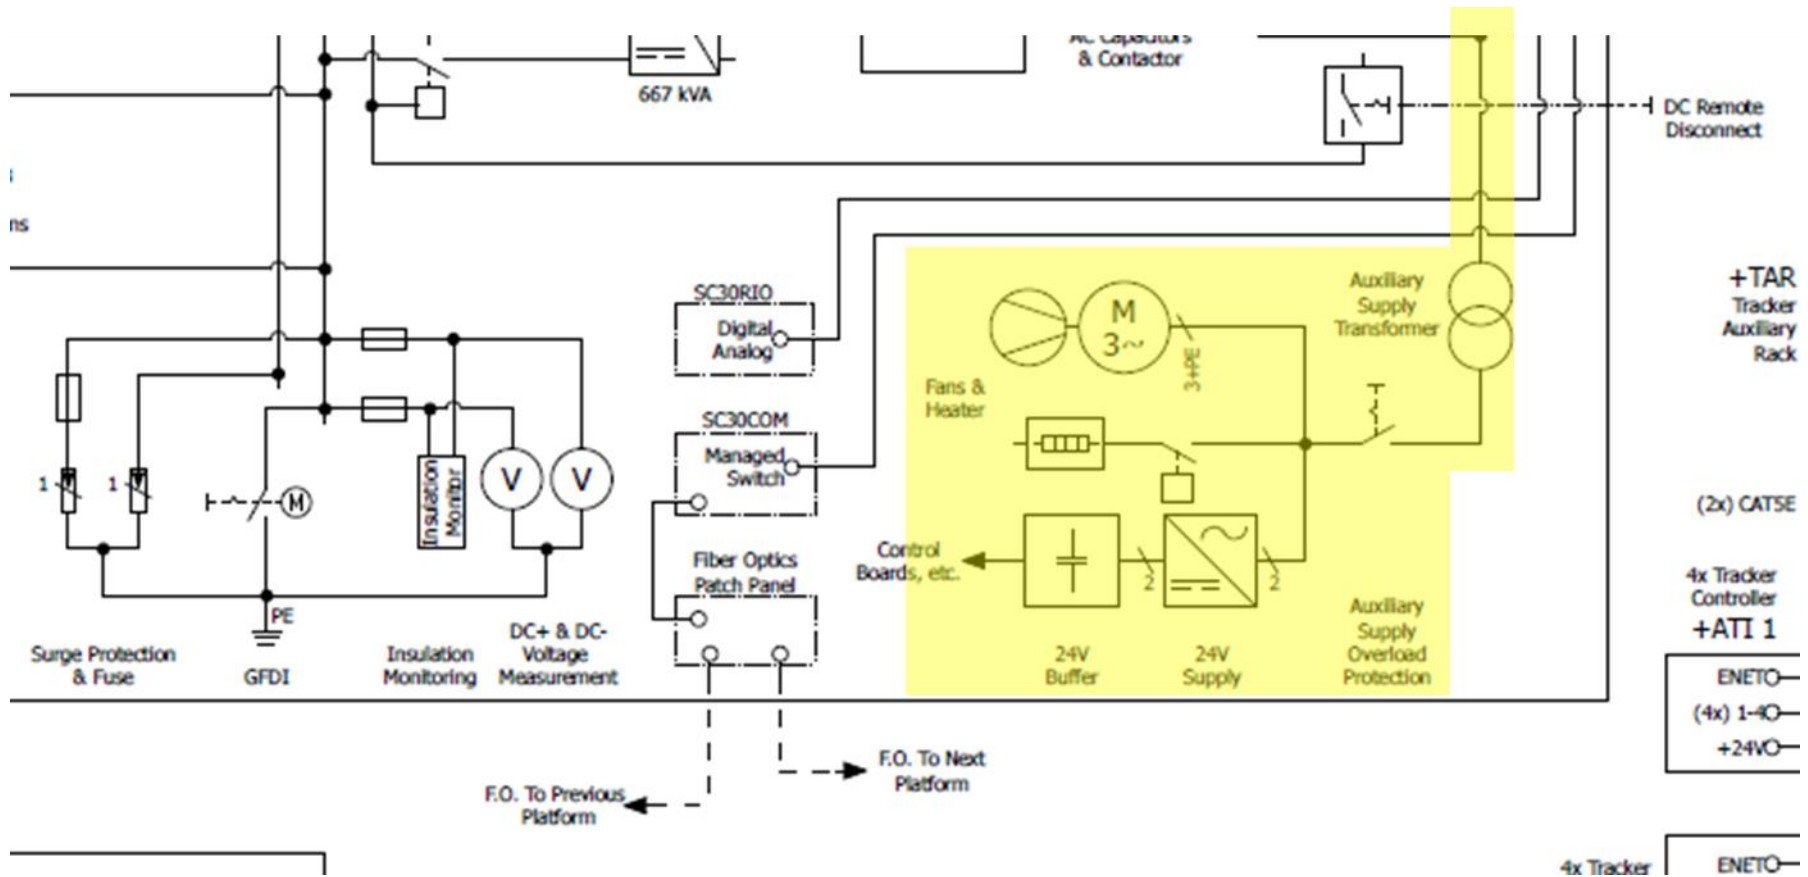 AC Capacitors
& Contactor
667 kVA
DC Remote
Disconnect
ns
SC30RIO
Digital
Analog
Auxiliary
Supply
Transformer
+TAR
Tracker
Auxiliary
Rack
M
3~
3+PE
Fans &
Heater
SC30COM
Managed
Switch
1
1
M
Insulation
Monitor
V
V
(2x) CAT5E
Fiber Optics
Patch Panel
Control
Boards, etc.
2
2
4x Tracker
Controller
+ATI 1
PE
Surge Protection
& Fuse
GFDI
Insulation
Monitoring
DC+ & DC-
Voltage
Measurement
24V
Buffer
24V
Supply
Auxiliary
Supply
Overload
Protection
ENET
(4x) 1-4
+24V
F.O. To Next
Platform
F.O. To Previous
Platform
4x Tracker
ENET